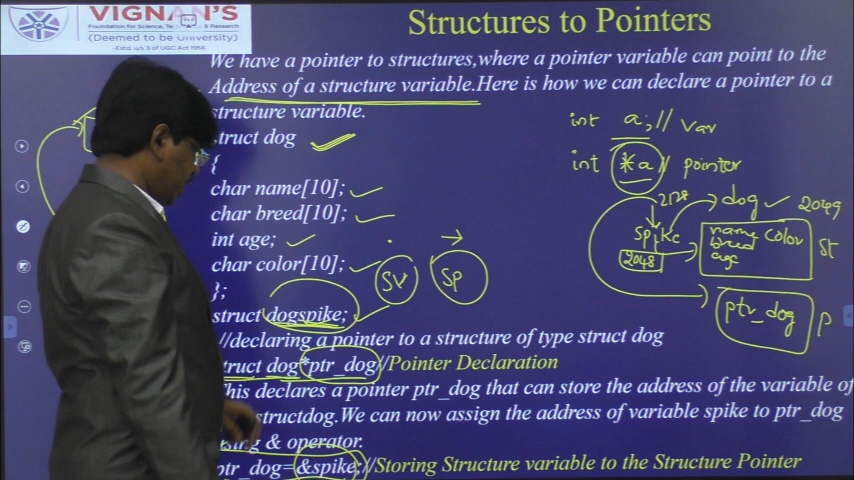 VIGNAN'S
Foundation for Science, Te & Research
(Deemed to be University)
-Estd. u/s 3 of UGC Act 1956
Structures to Pointers
We have a pointer to structures,where a pointer variable can point to the
Address of a structure variable.Here is how we can declare a pointer to a
structure variable.
struct dog
{
char name[10];
char breed[10];
int age;
char color[10];
};
struct dogspike;
//declaring a pointer to a structure of type struct dog
struct dog*ptr_dog//Pointer Declaration
This declares a pointer ptr_dog that can store the address of the variable of
structdog.We can now assign the address of variable spike to ptr_dog
using & operator.
ptr_dog=&spike;//Storing Structure variable to the Structure Pointer
int a;// var
int *a// pointer
2128
dog 2049
spike
2048
name color
breed
age
st
ptr_dog
p
SV
SP